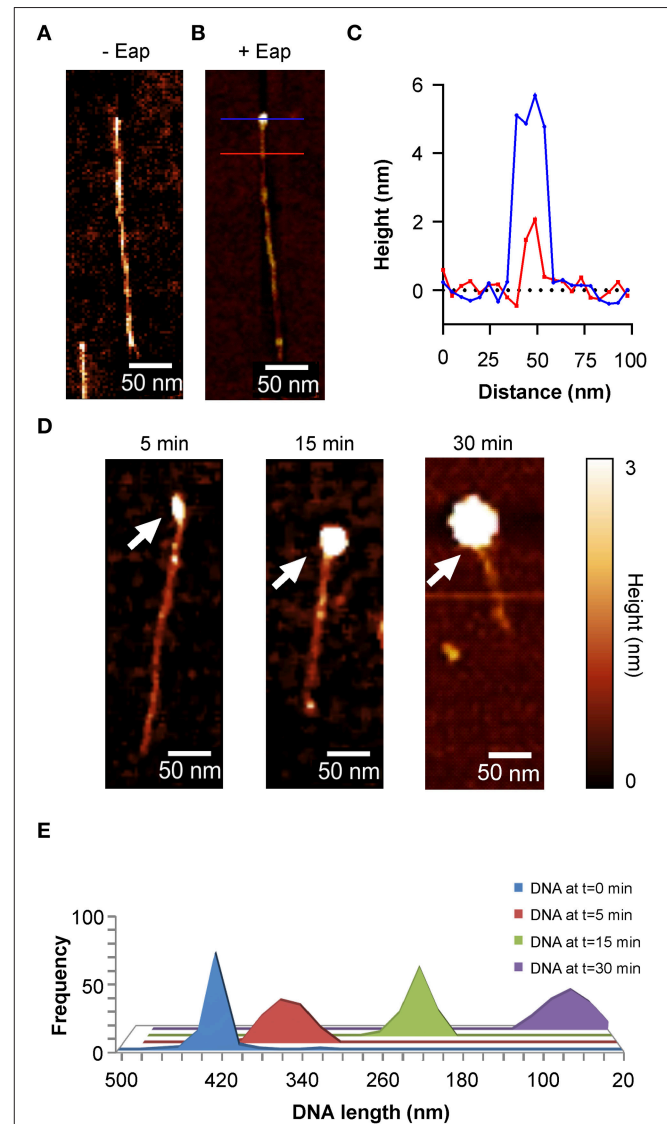 A
- Eap
50 nm
B
+ Eap
50 nm
C
Height (nm)
6
4
2
0
0 25 50 75 100
Distance (nm)
D
5 min
50 nm
15 min
50 nm
30 min
50 nm
3
Height (nm)
0
E
DNA at t=0 min
DNA at t=5 min
DNA at t=15 min
DNA at t=30 min
Frequency
100
50
0
500 420 340 260 180 100 20
DNA length (nm)